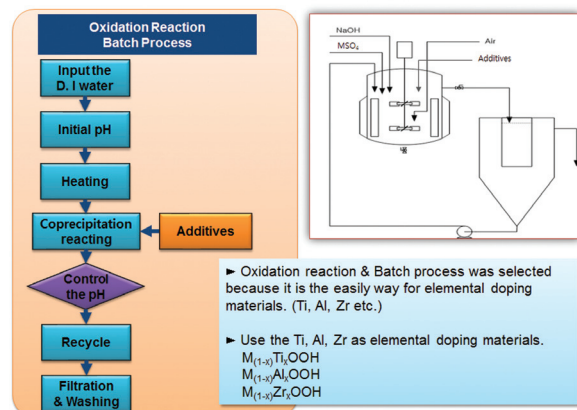 Oxidation Reaction
Batch Process
Input the
D. I water
Initial pH
Heating
Coprecipitation
reacting
Additives
Control
the pH
Recycle
Filtration
& Washing
NaOH
MSO₄
Air
Additives
► Oxidation reaction & Batch process was selected
because it is the easily way for elemental doping
materials. (Ti, Al, Zr etc.)
► Use the Ti, Al, Zr as elemental doping materials.
M₍₁₋ₓ₎TiₓOOH
M₍₁₋ₓ₎AlₓOOH
M₍₁₋ₓ₎ZrₓOOH